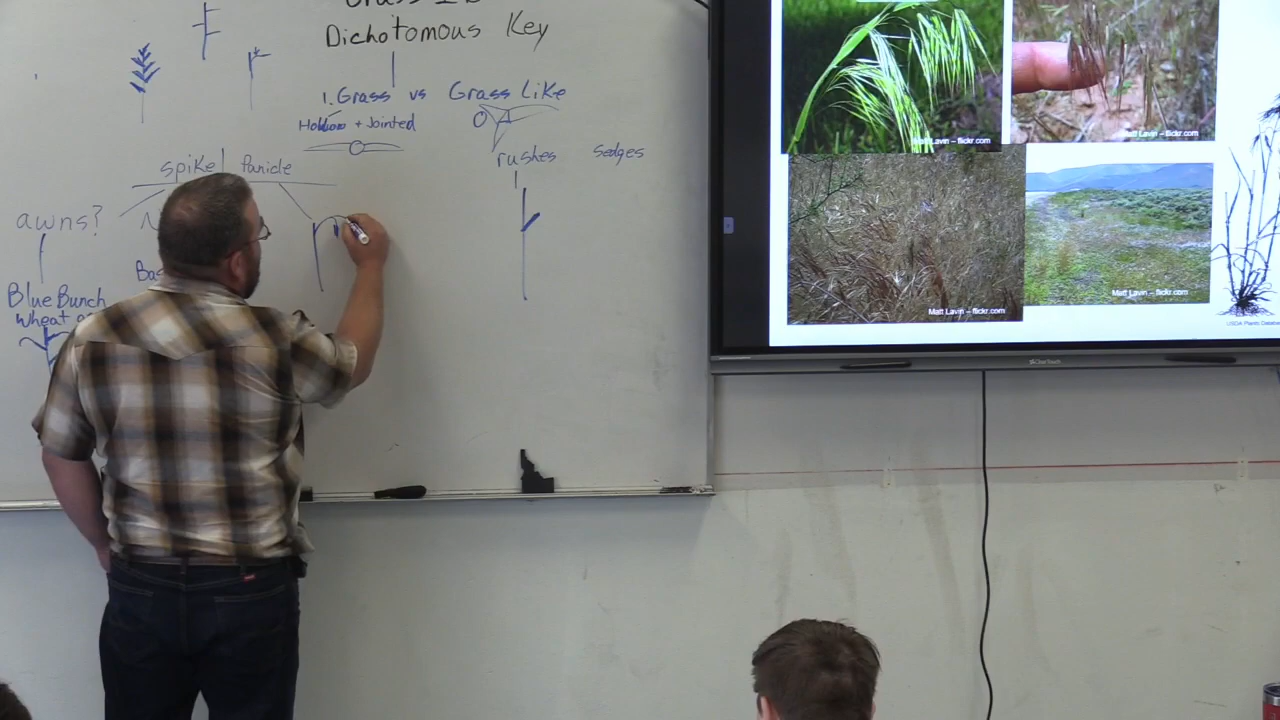 Dichotomous Key
1. Grass vs Grass Like
Hollow + Jointed
rushes sedges
spike Panicle
awns?
Blue Bunch
Wheat
Matt Lavin – flickr.com
Matt Lavin – flickr.com
Matt Lavin – flickr.com
Matt Lavin – flickr.com